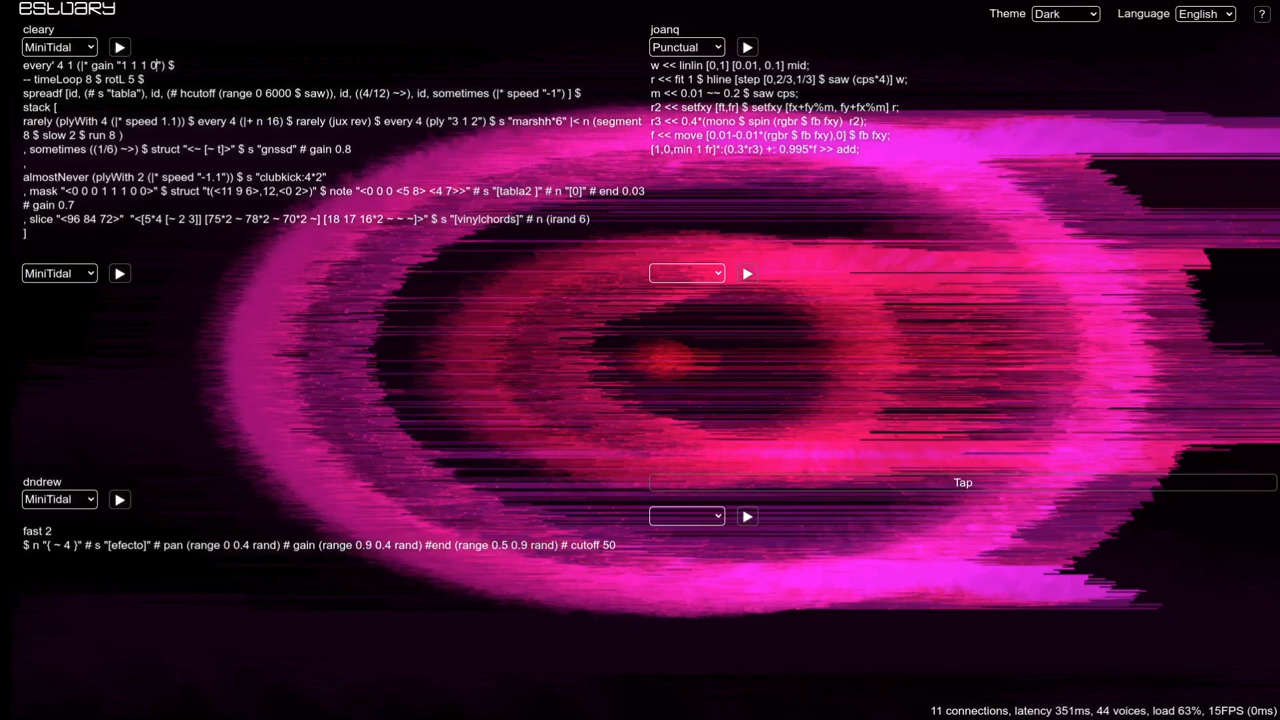 estuary
Theme Dark Language English ?
cleary
MiniTidal
every' 4 1 (|* gain "1 1 1 0") $
-- timeLoop 8 $ rotL 5 $
spreadf [id, (# s "tabla"), id, (# hcutoff (range 0 6000 $ saw)), id, ((4/12) ~>), id, sometimes (|* speed "-1") ] $
stack [
rarely (plyWith 4 (|* speed 1.1)) $ every 4 (|+ n 16) $ rarely (jux rev) $ every 4 (ply "3 1 2") $ s "marshh*6" |< n (segment
8 $ slow 2 $ run 8 )
, sometimes ((1/6) ~>) $ struct "<~ [~ t]>" $ s "gnssd" # gain 0.8
,
almostNever (plyWith 2 (|* speed "-1.1")) $ s "clubkick:4*2"
, mask "<0 0 0 1 1 1 0 0>" $ struct "t(<11 9 6>,12,<0 2>)" $ note "<0 0 0 <5 8> <4 7>>" # s "[tabla2 ]" # n "[0]" # end 0.03
# gain 0.7
, slice "<96 84 72>"  "<[5*4 [~ 2 3]] [75*2 ~ 78*2 ~ 70*2 ~] [18 17 16*2 ~ ~ ~]>" $ s "[vinylchords]" # n (irand 6)
]
joanq
Punctual
w << linlin [0,1] [0.01, 0.1] mid;
r << fit 1 $ hline [step [0,2/3,1/3] $ saw (cps*4)] w;
m << 0.01 ~~ 0.2 $ saw cps;
r2 << setfxy [ft,fr] $ setfxy [fx+fy%m, fy+fx%m] r;
r3 << 0.4*(mono $ spin (rgbr $ fb fxy)  r2);
f << move [0.01-0.01*(rgbr $ fb fxy),0] $ fb fxy;
[1,0,min 1 fr]*:(0.3*r3) +: 0.995*f >> add;
MiniTidal
dndrew
MiniTidal
fast 2
$ n "{ ~ 4 }" # s "[efecto]" # pan (range 0 0.4 rand) # gain (range 0.9 0.4 rand) #end (range 0.5 0.9 rand) # cutoff 50
Tap
11 connections, latency 351ms, 44 voices, load 63%, 15FPS (0ms)